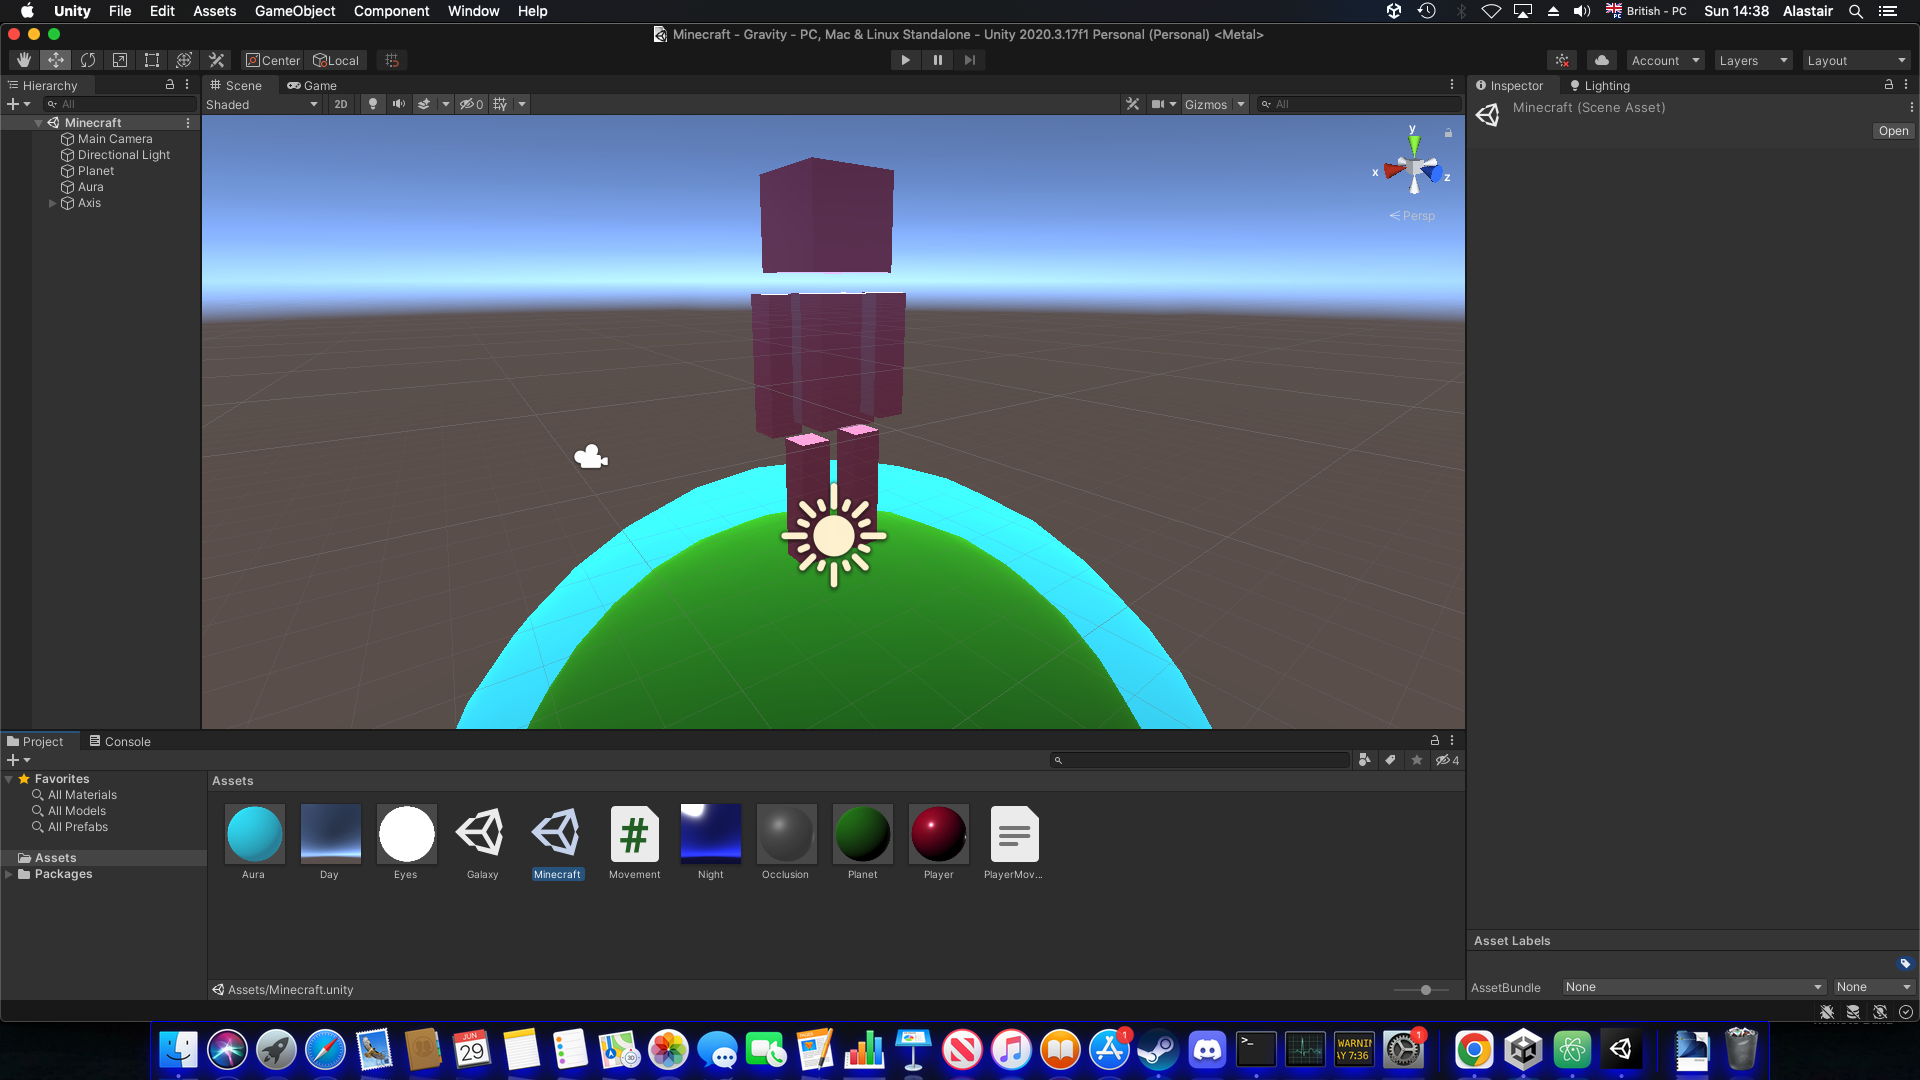 Unity File Edit Assets GameObject Component Window Help British - PC Sun 14:38 Alastair
Minecraft - Gravity - PC, Mac & Linux Standalone - Unity 2020.3.17f1 Personal (Personal) <Metal>
Center Local Account Layers Layout
Hierarchy
All
Minecraft
Main Camera
Directional Light
Planet
Aura
Axis
Scene Game
Shaded 2D 0 Gizmos All
y
x
z
Persp
Inspector Lighting
Minecraft (Scene Asset)
Open
Project Console
4
Favorites
All Materials
All Models
All Prefabs
Assets
Packages
Assets
#
Aura Day Eyes Galaxy Minecraft Movement Night Occlusion Planet Player PlayerMov...
Assets/Minecraft.unity
Asset Labels
AssetBundle None None
JUN
29
3D
1
>_
WARNIN
AY 7:36
1